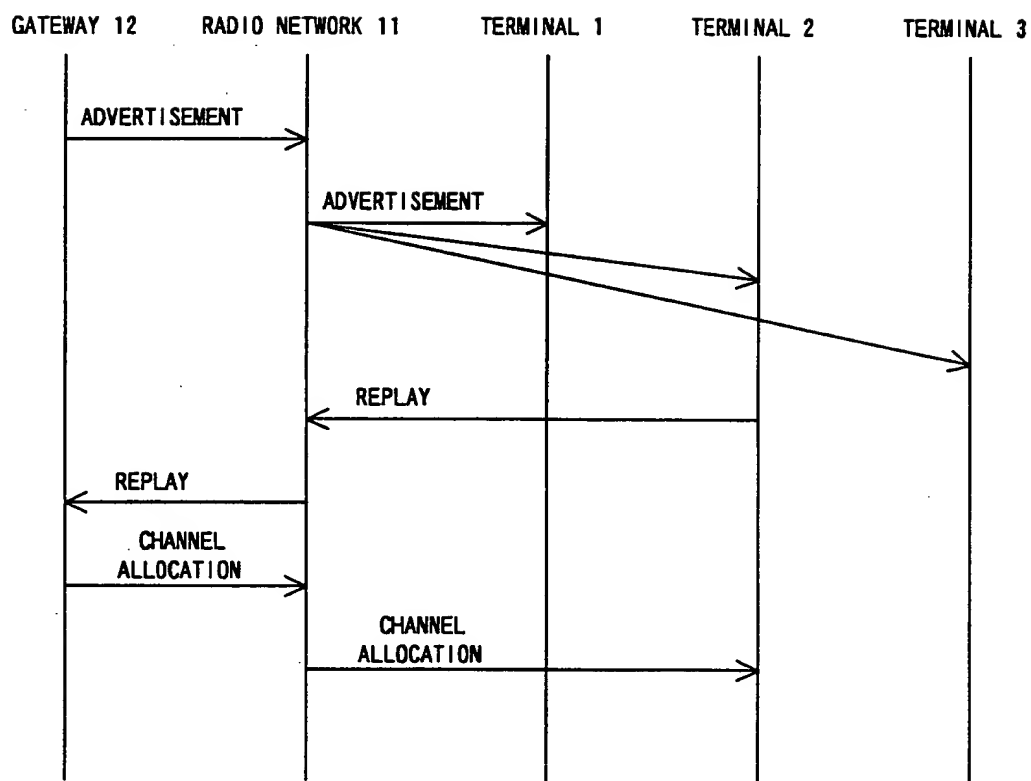 GATEWAY 12 RADIO NETWORK 11 TERMINAL 1 TERMINAL 2 TERMINAL 3
ADVERTISEMENT
ADVERTISEMENT
REPLAY
REPLAY
CHANNEL
ALLOCATION
CHANNEL
ALLOCATION